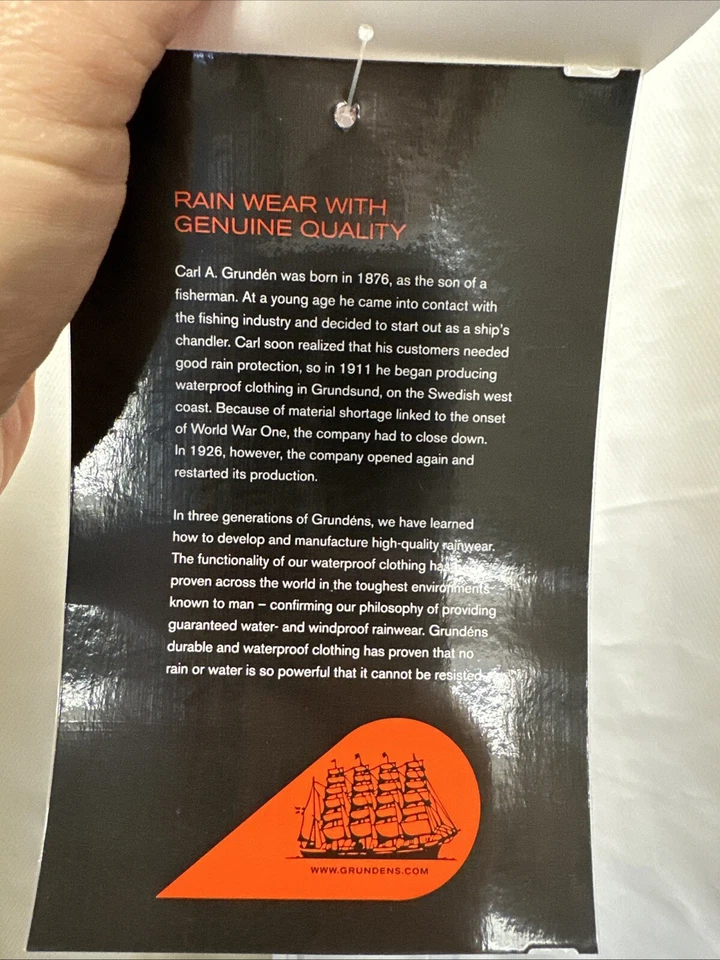 RAIN WEAR WITH
GENUINE QUALITY
Carl A. Grundén was born in 1876, as the son of a
fisherman. At a young age he came into contact with
the fishing industry and decided to start out as a ship's
chandler. Carl soon realized that his customers needed
good rain protection, so in 1911 he began producing
waterproof clothing in Grundsund, on the Swedish west
coast. Because of material shortage linked to the onset
of World War One, the company had to close down.
In 1926, however, the company opened again and
restarted its production.
In three generations of Grundéns, we have learned
how to develop and manufacture high-quality rainwear.
The functionality of our waterproof clothing has
proven across the world in the toughest environments
known to man – confirming our philosophy of providing
guaranteed water- and windproof rainwear. Grundéns
durable and waterproof clothing has proven that no
rain or water is so powerful that it cannot be resisted
WWW.GRUNDENS.COM